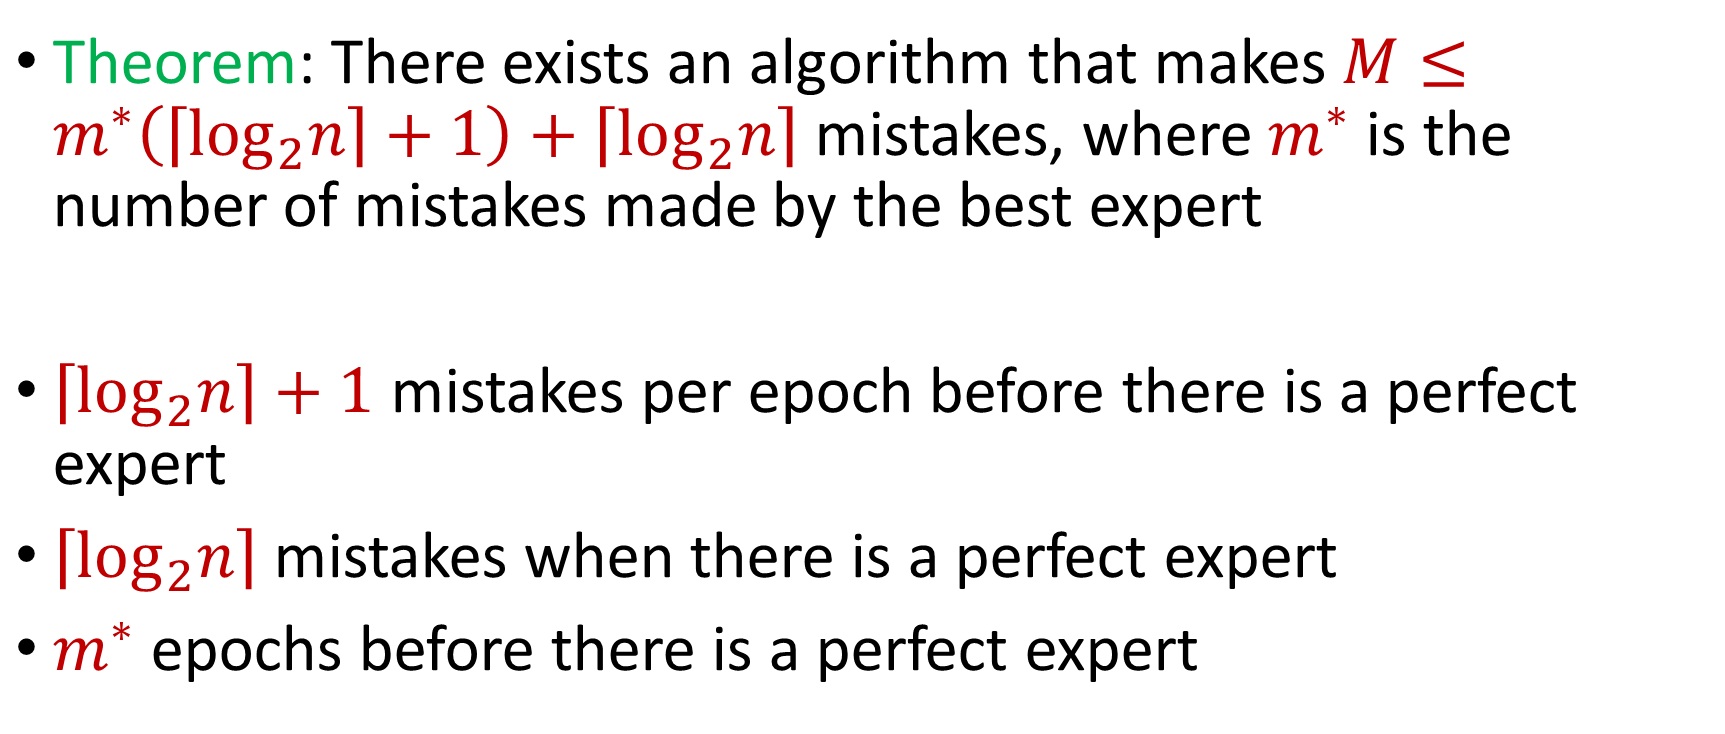 • Theorem: There exists an algorithm that makes M ≤
m*(⌈log₂n⌉ + 1) + ⌈log₂n⌉ mistakes, where m* is the
number of mistakes made by the best expert
• ⌈log₂n⌉ + 1 mistakes per epoch before there is a perfect
expert
• ⌈log₂n⌉ mistakes when there is a perfect expert
• m* epochs before there is a perfect expert